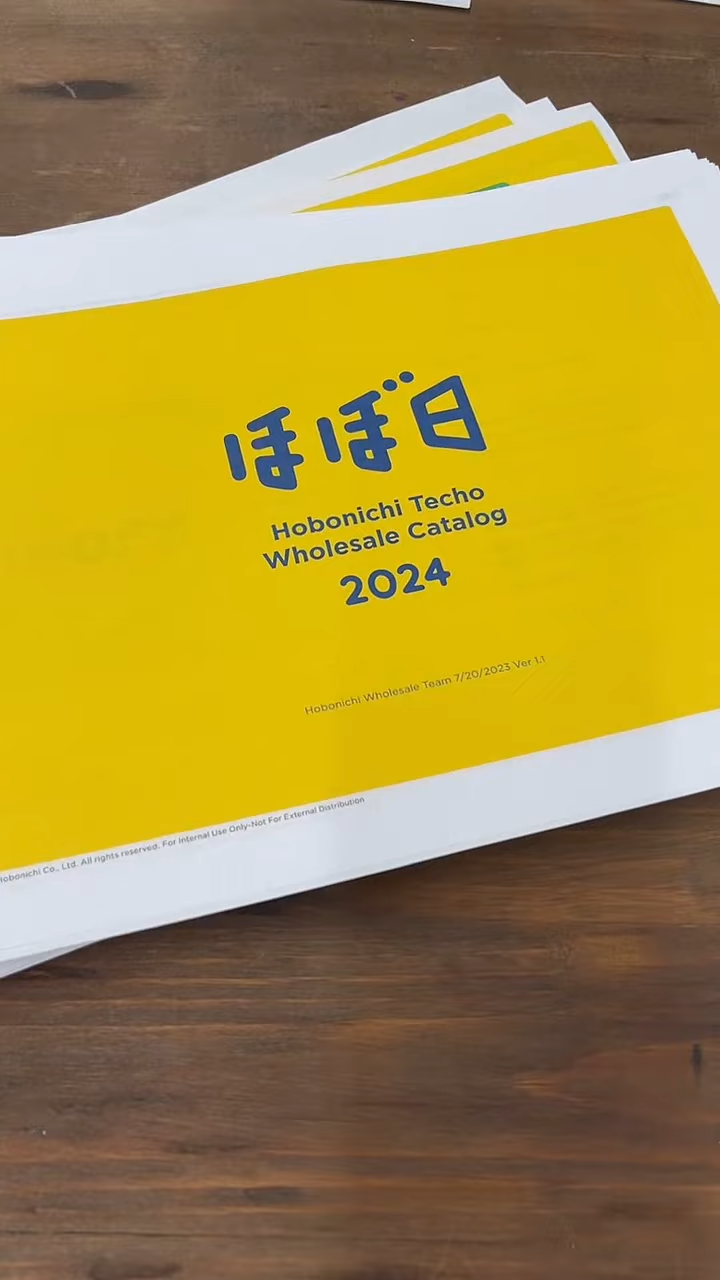 ほぼ日
Hobonichi Techo
Wholesale Catalog
2024
Hobonichi Wholesale Team 7/20/2023 Ver 1.1
Hobonichi Co., Ltd. All rights reserved. For Internal Use Only-Not For External Distribution